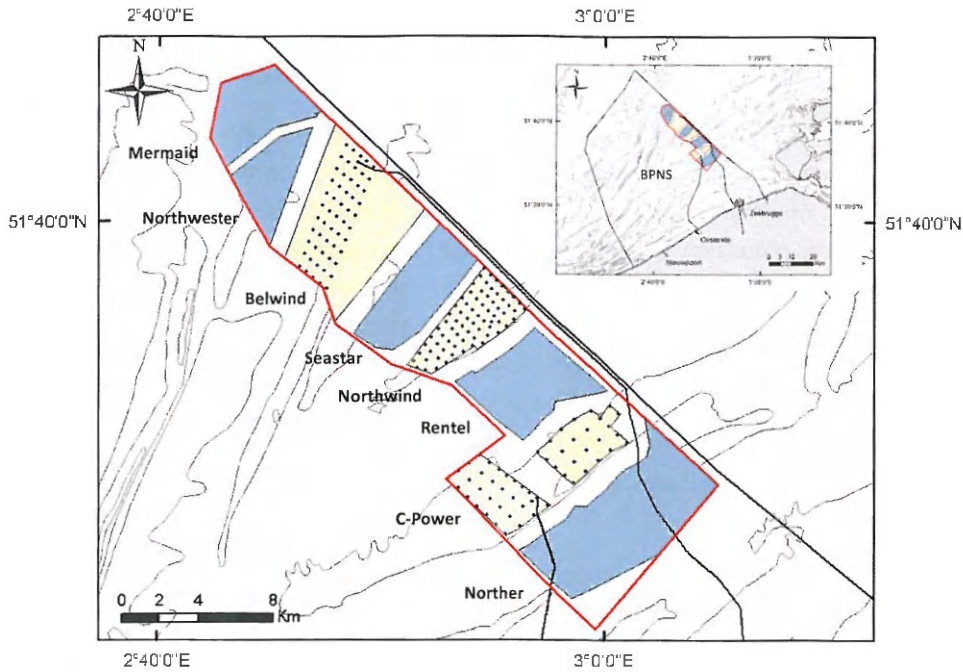 2°40'0"E
3°0'0"E
N
Mermaid
Northwester
Belwind
Seastar
Northwind
Rentel
C-Power
Norther
51°40'0"N
51°40'0"N
BPNS
Zeebrugge
Oostende
Nieuwpoort
0 2 4 8
Km
2°40'0"E
3°0'0"E